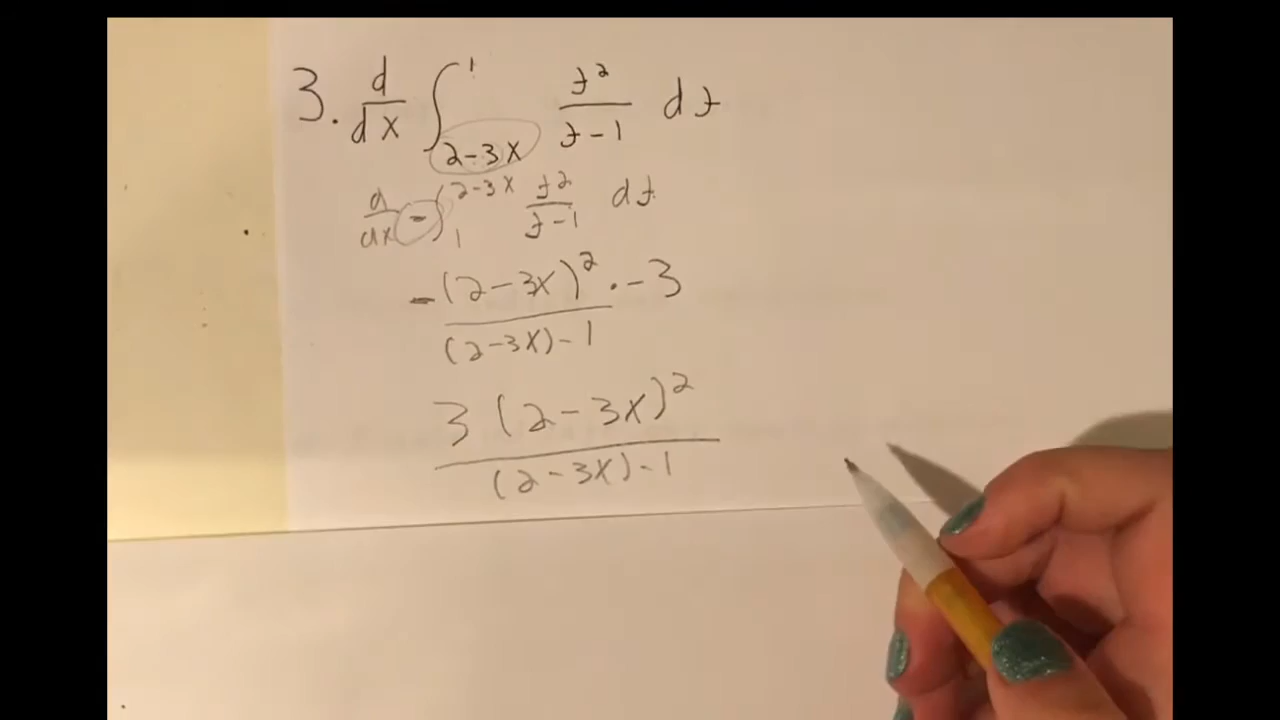 3. d/dx ∫_{2-3x}^{1} t²/(t-1) dt
d/dx -∫_{1}^{2-3x} t²/(t-1) dt
-(2-3x)²/((2-3x)-1) · -3
3(2-3x)²/((2-3x)-1)